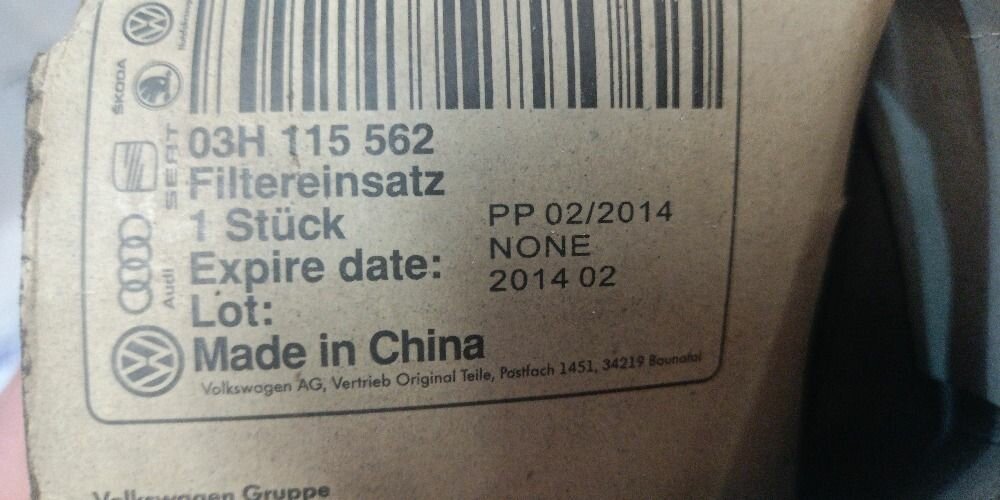 ŠKODA
SEAT
Audi
03H 115 562
Filtereinsatz
1 Stück
PP 02/2014
Expire date: NONE
Lot: 2014 02
Made in China
Volkswagen AG, Vertrieb Original Teile, Postfach 1451, 34219 Baunatal
Volkswagen Gruppe